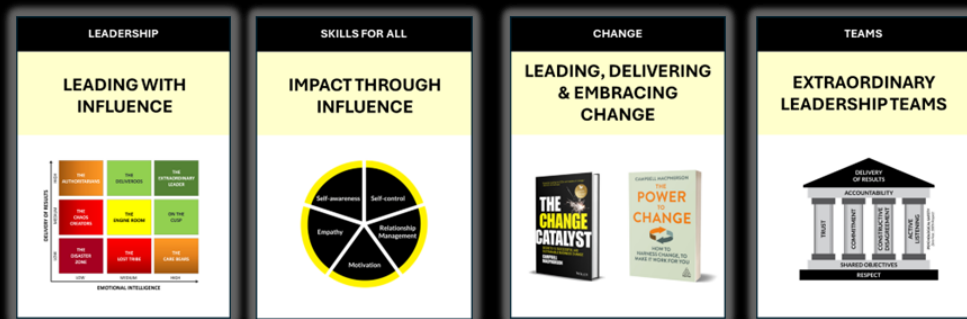 LEADERSHIP
LEADING WITH
INFLUENCE
DELIVERY OF RESULTS
HIGH
MEDIUM
LOW
THE
AUTHORITARIANS
THE
DELIVERERS
THE
EXTRAORDINARY
LEADER
THE
CHAOS
CREATORS
THE
ENGINE ROOM
ON THE
CUSP
THE
DISASTER
ZONE
THE
LOST TRIBE
THE
CARE BEARS
LOW
MEDIUM
HIGH
EMOTIONAL INTELLIGENCE
SKILLS FOR ALL
IMPACT THROUGH
INFLUENCE
Self-awareness
Self-control
Empathy
Relationship
Management
Motivation
CHANGE
LEADING, DELIVERING
& EMBRACING
CHANGE
THE
CHANGE
CATALYST
CAMPBELL
MACPHERSON
CAMPBELL MACPHERSON
THE
POWER
TO
CHANGE
HOW TO
HARNESS CHANGE, TO
MAKE IT WORK FOR YOU
TEAMS
EXTRAORDINARY
LEADERSHIP TEAMS
DELIVERY
OF RESULTS
ACCOUNTABILITY
TRUST
COMMITMENT
CONSTRUCTIVE
DISAGREEMENT
ACTIVE
LISTENING
SHARED OBJECTIVES
RESPECT